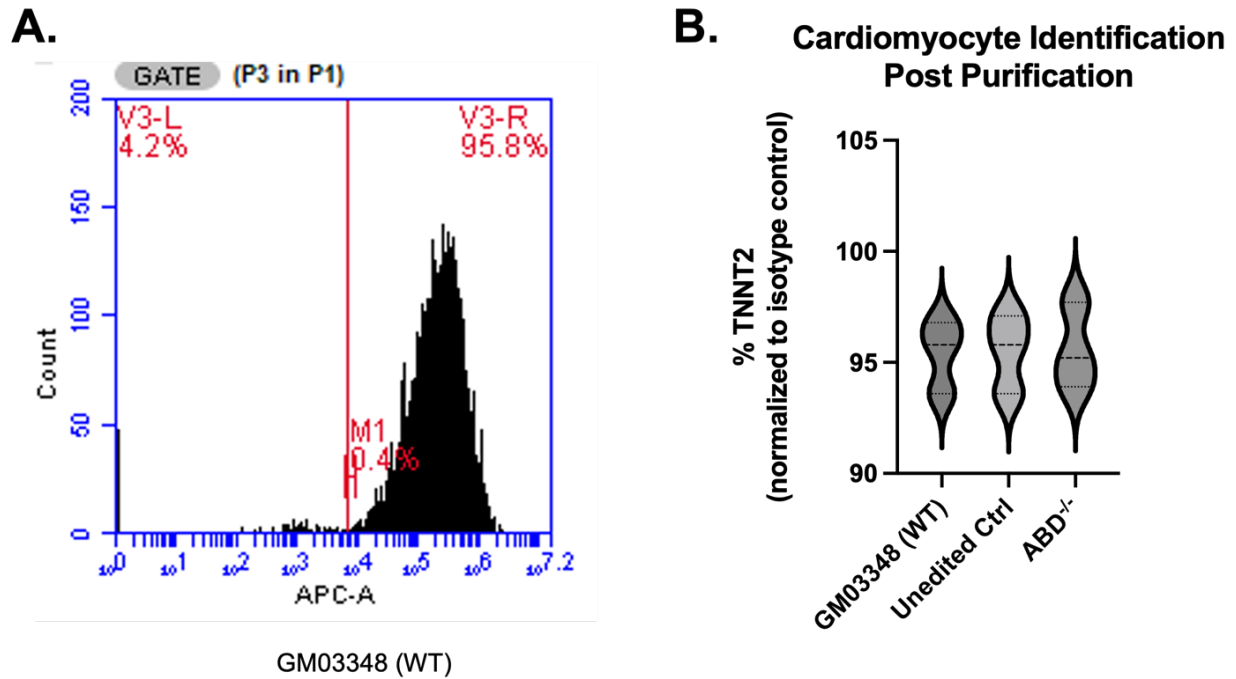 A.
GATE (P3 in P1)
V3-L
4.2%
V3-R
95.8%
M1
0.4%
200
150
100
50
0
Count
10^0 10^1 10^2 10^3 10^4 10^5 10^6 10^7.2
APC-A
GM03348 (WT)
B.
Cardiomyocyte Identification
Post Purification
% TNNT2
(normalized to isotype control)
105
100
95
90
GM03348 (WT)
Unedited Ctrl
ABD⁻/⁻